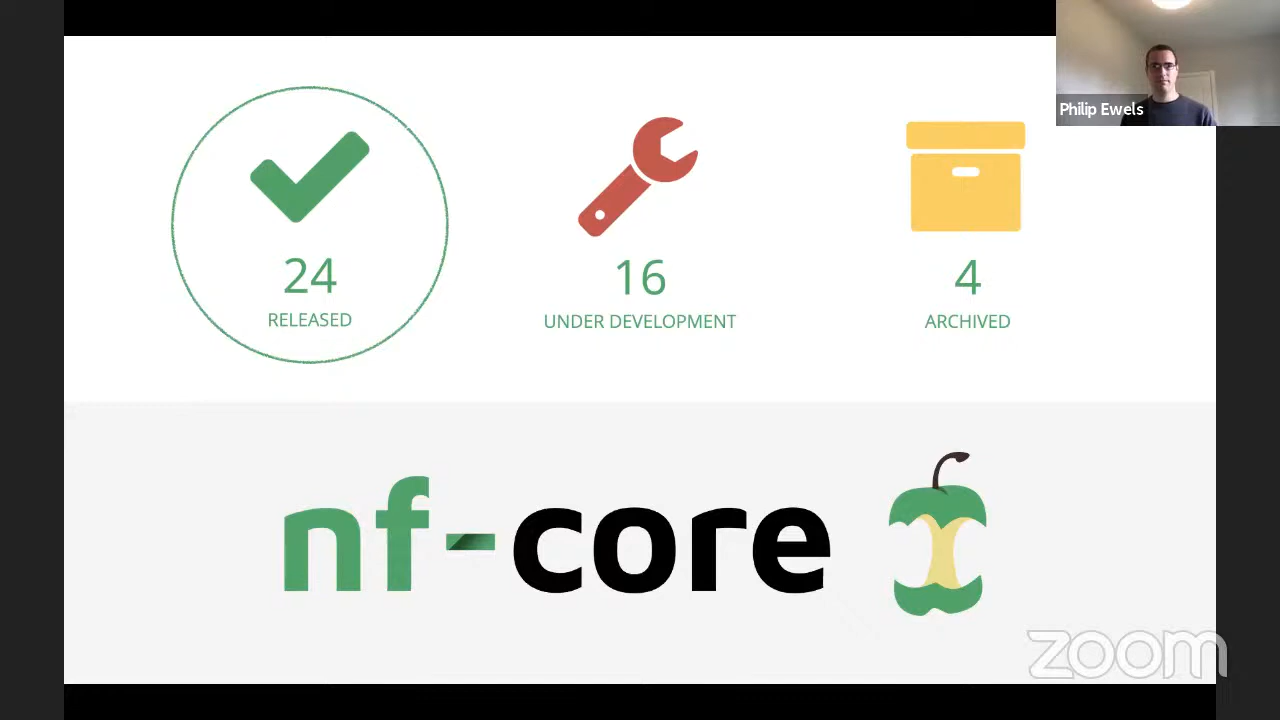 Philip Ewels
24
RELEASED
16
UNDER DEVELOPMENT
4
ARCHIVED
nf-core
zoom